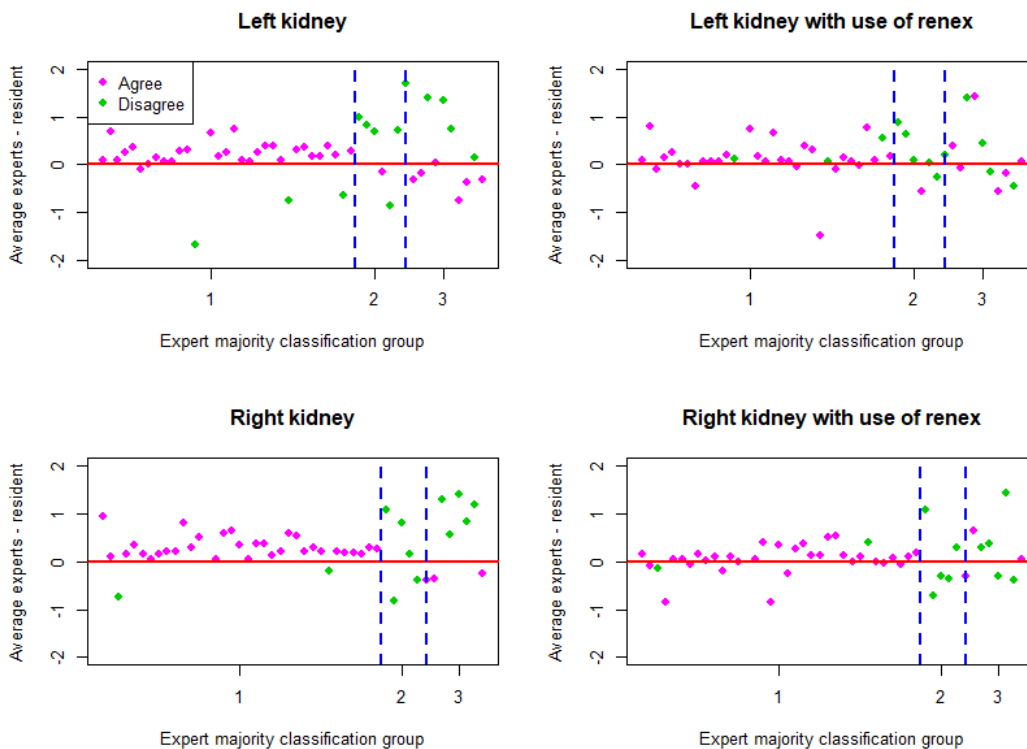 Left kidney
Average experts - resident
2
1
0
-1
-2
Agree
Disagree
1
2
3
Expert majority classification group
Left kidney with use of renex
Average experts - resident
2
1
0
-1
-2
1
2
3
Expert majority classification group
Right kidney
Average experts - resident
2
1
0
-1
-2
1
2
3
Expert majority classification group
Right kidney with use of renex
Average experts - resident
2
1
0
-1
-2
1
2
3
Expert majority classification group